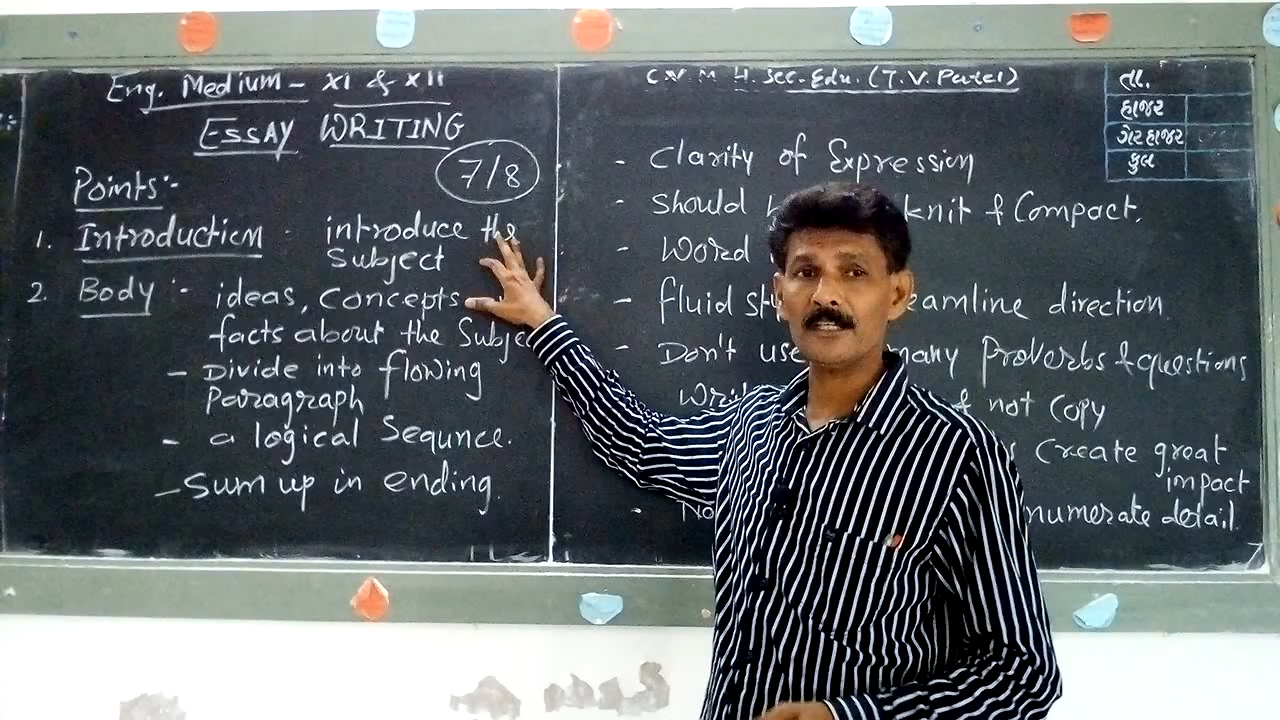 Eng. Medium - XI & XII
ESSAY WRITING
7/8
Points:-
1. Introduction - introduce the
Subject
2. Body :- ideas, concepts
facts about the Subjec
- Divide into flowing
paragraph
- a logical Sequnce.
- Sum up in ending.
C.V.M. H. Sec. Edu. (T.V. Patel)
- Clarity of Expression
- Should knit & Compact.
- Word
- fluid st eamline direction.
- Don't use many Proverbs & questions
not Copy
Create great
impact
No numerate detail.
તા.
હાજર
ગેરહાજર
કુલ